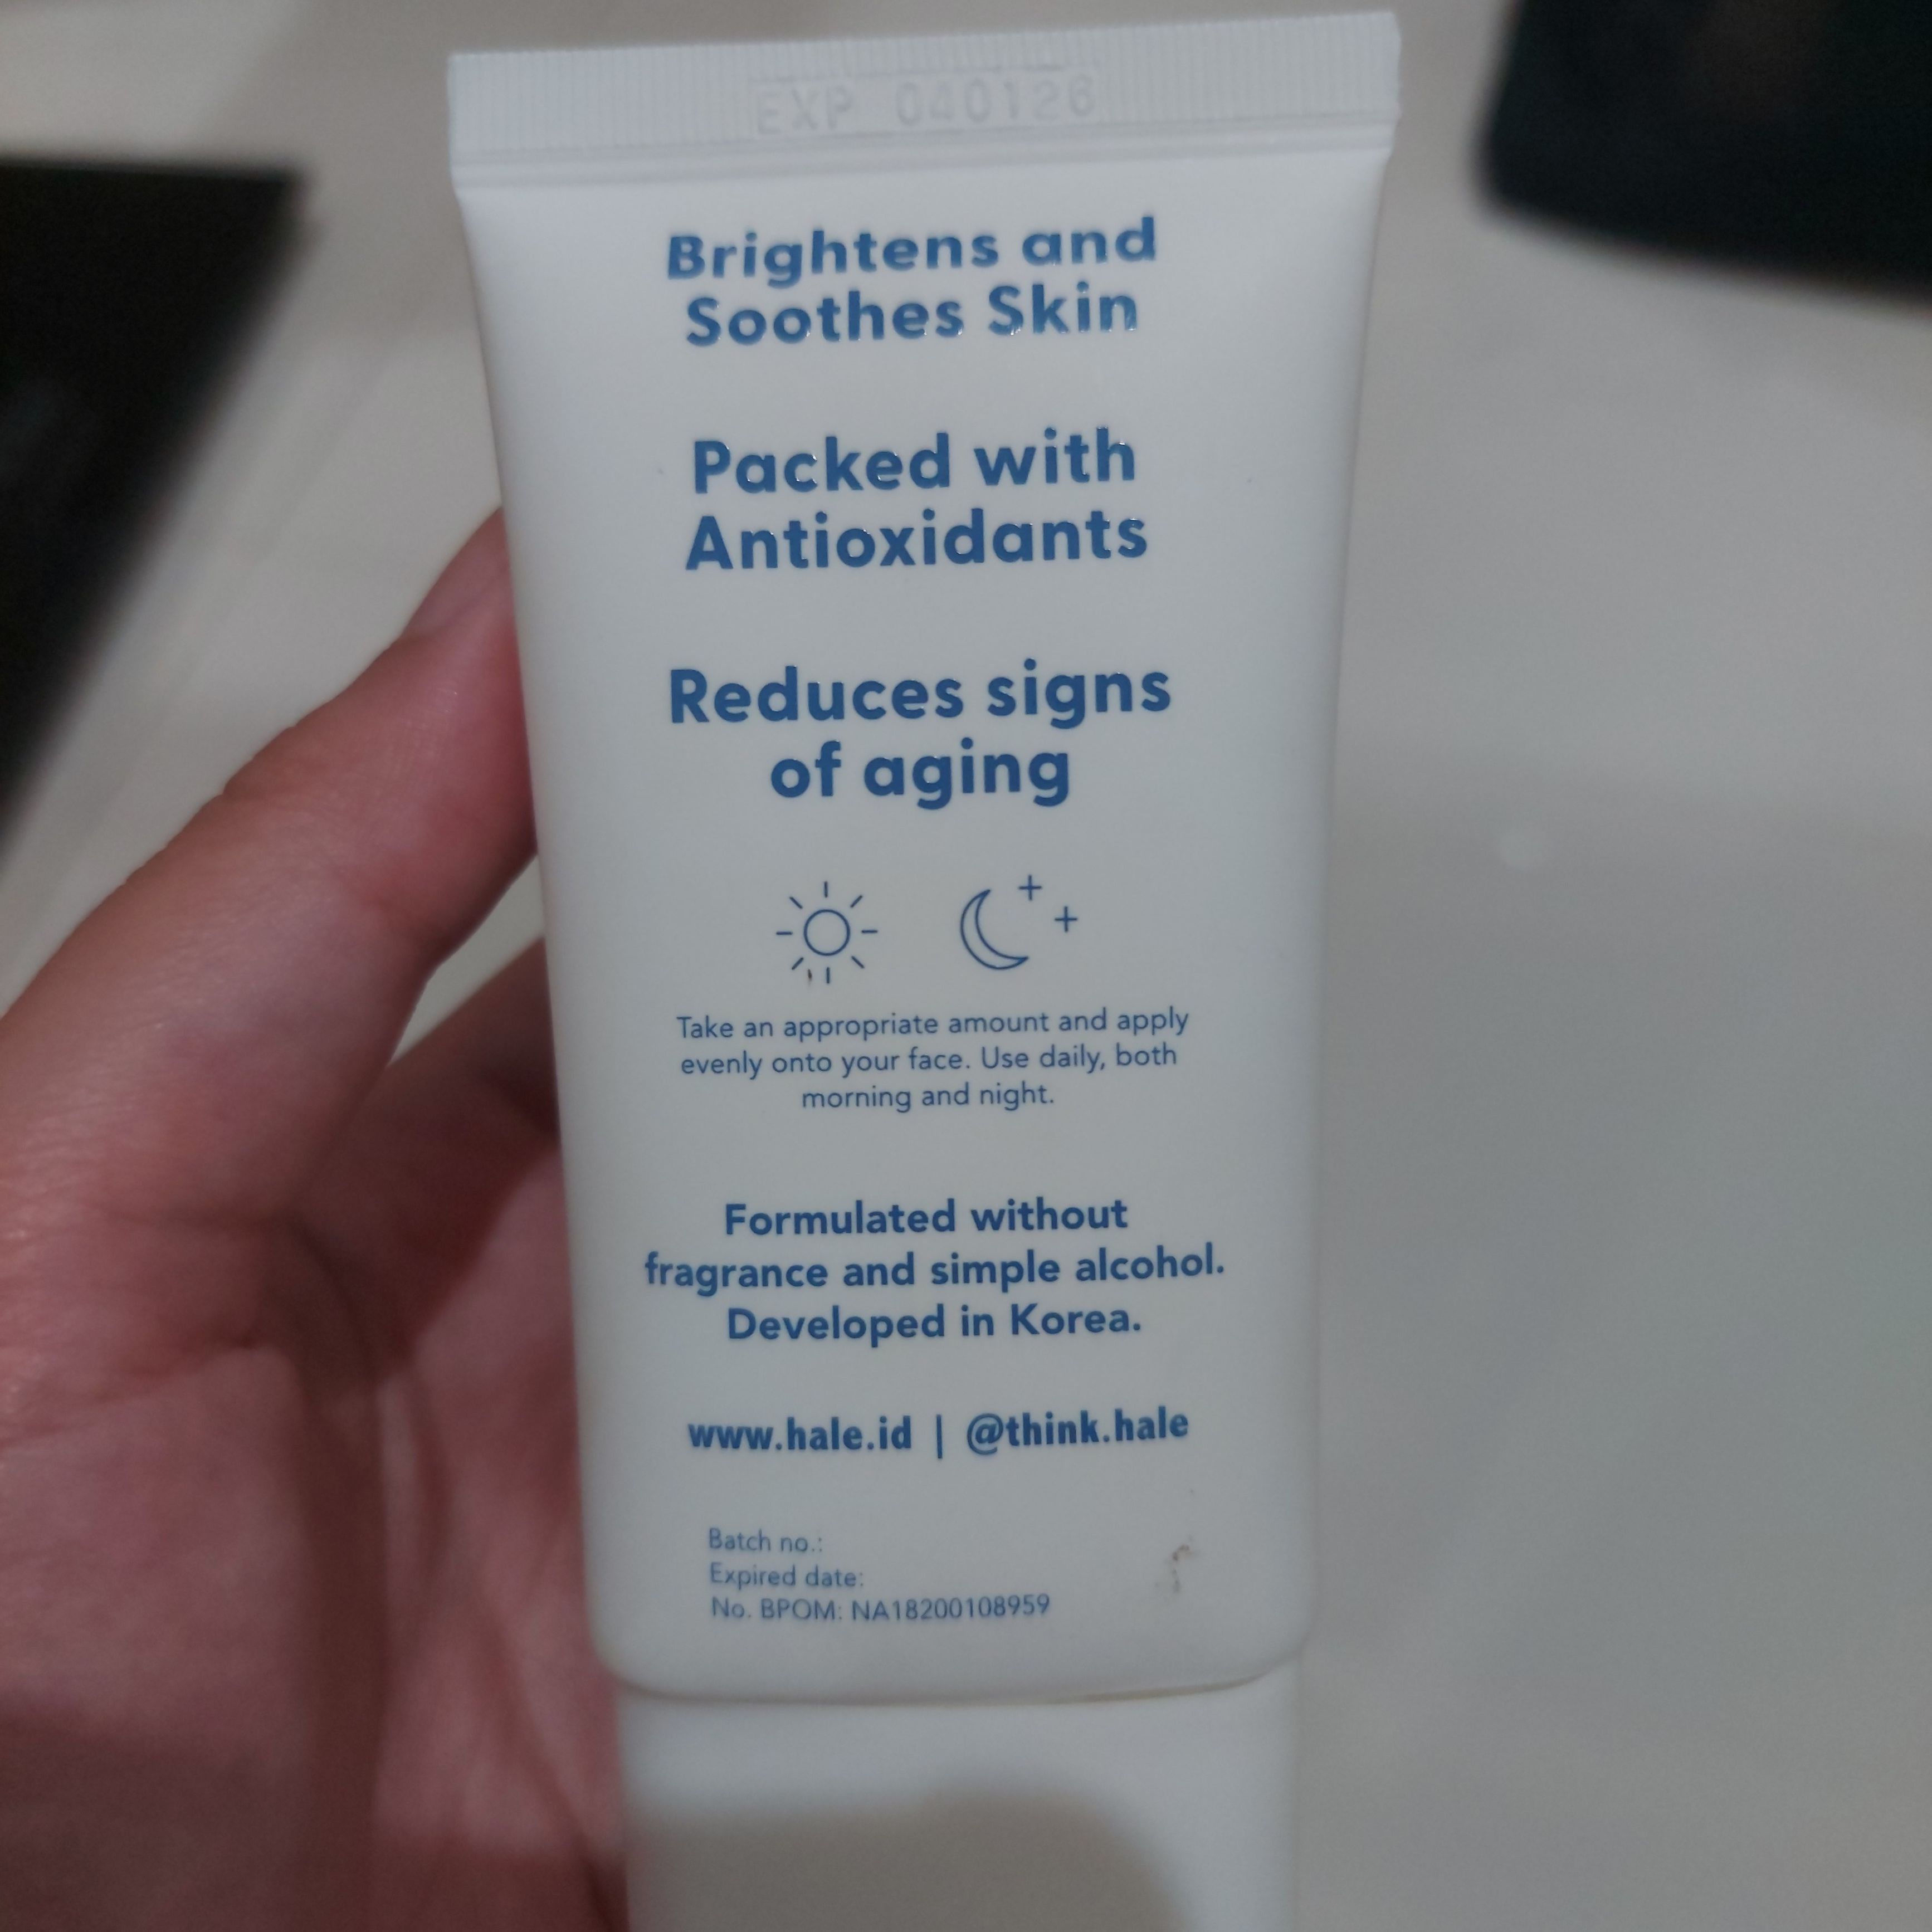 EXP 040126
Brightens and
Soothes Skin
Packed with
Antioxidants
Reduces signs
of aging
Take an appropriate amount and apply
evenly onto your face. Use daily, both
morning and night.
Formulated without
fragrance and simple alcohol.
Developed in Korea.
www.hale.id | @think.hale
Batch no.:
Expired date:
No. BPOM: NA18200108959